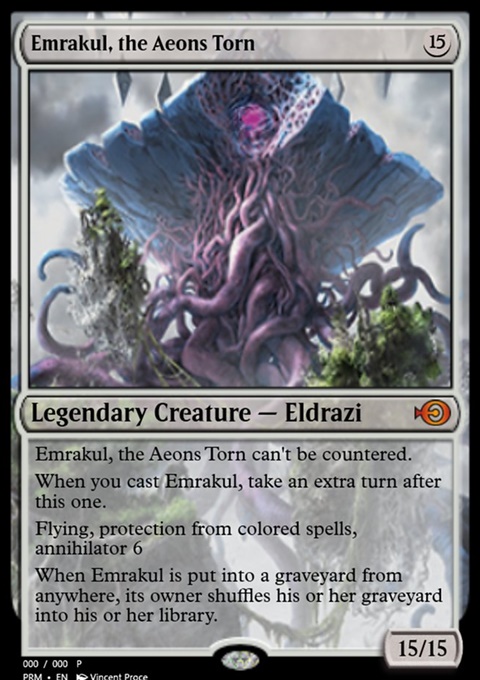 Emrakul, the Aeons Torn 15
Legendary Creature — Eldrazi
Emrakul, the Aeons Torn can't be countered.
When you cast Emrakul, take an extra turn after
this one.
Flying, protection from colored spells,
annihilator 6
When Emrakul is put into a graveyard from
anywhere, its owner shuffles his or her graveyard
into his or her library.
15/15
000 / 000 P
PRM • EN Vincent Proce